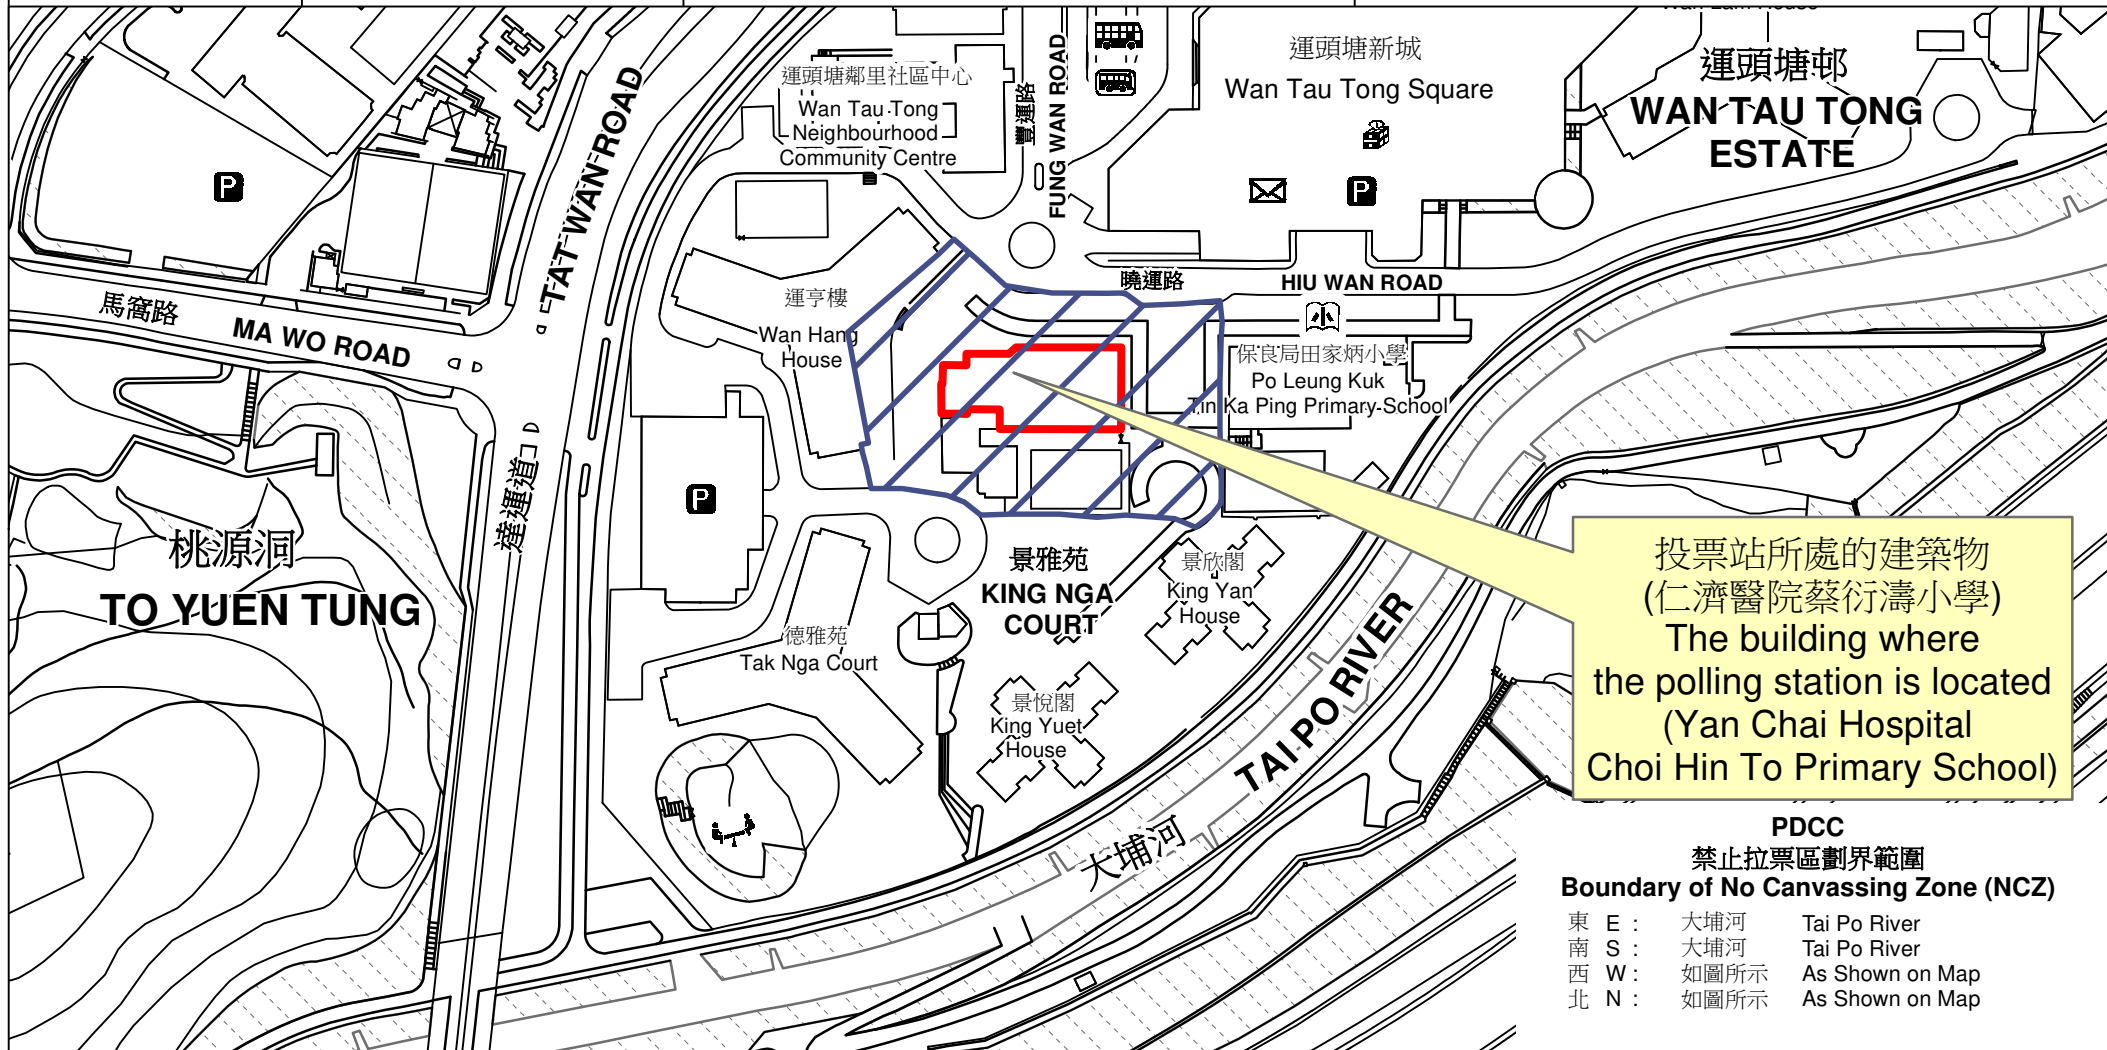 運頭塘鄰里社區中心
Wan Tau Tong
Neighbourhood
Community Centre
豐運路
FUNG WAN ROAD
運頭塘新城
Wan Tau Tong Square
運頭塘邨
WAN TAU TONG
ESTATE
P
P
TAT WAN ROAD
達運道
馬窩路
MA WO ROAD
運亨樓
Wan Hang
House
曉運路
HIU WAN ROAD
小
保良局田家炳小學
Po Leung Kuk
Tin Ka Ping Primary School
P
桃源洞
TO YUEN TUNG
景雅苑
KING NGA
COURT
景欣閣
King Yan
House
德雅苑
Tak Nga Court
景悅閣
King Yuet
House
大埔河
TAI PO RIVER
投票站所處的建築物
(仁濟醫院蔡衍濤小學)
The building where
the polling station is located
(Yan Chai Hospital
Choi Hin To Primary School)
PDCC
禁止拉票區劃界範圍
Boundary of No Canvassing Zone (NCZ)
東 E : 大埔河 Tai Po River
南 S : 大埔河 Tai Po River
西 W : 如圖所示 As Shown on Map
北 N : 如圖所示 As Shown on Map